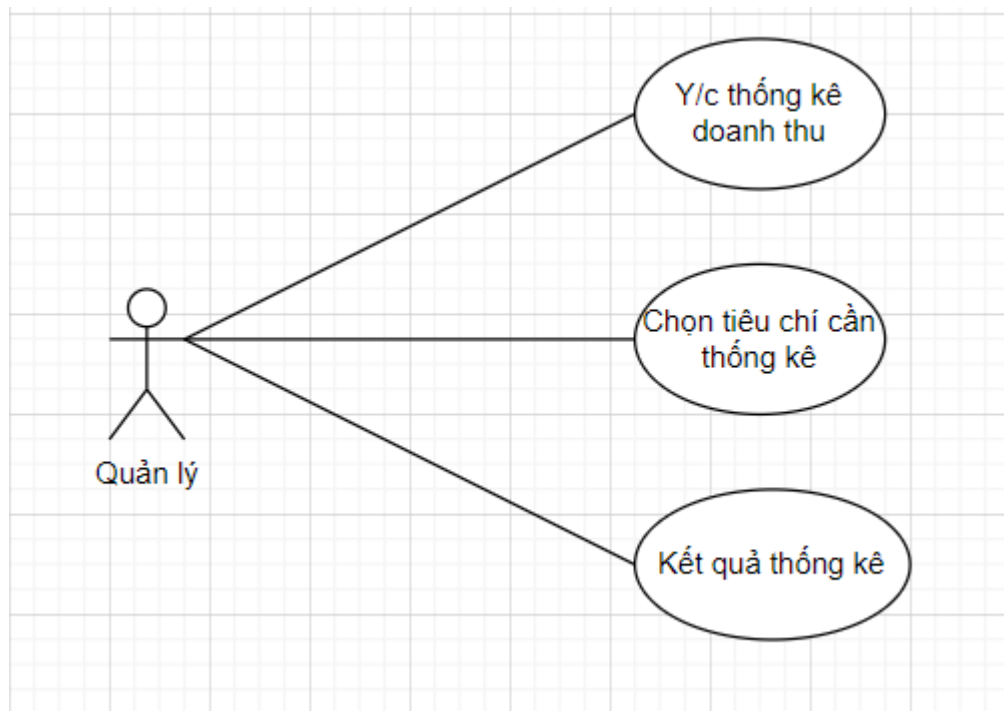 Y/c thống kê
doanh thu
Chọn tiêu chí cần
thống kê
Quản lý
Kết quả thống kê